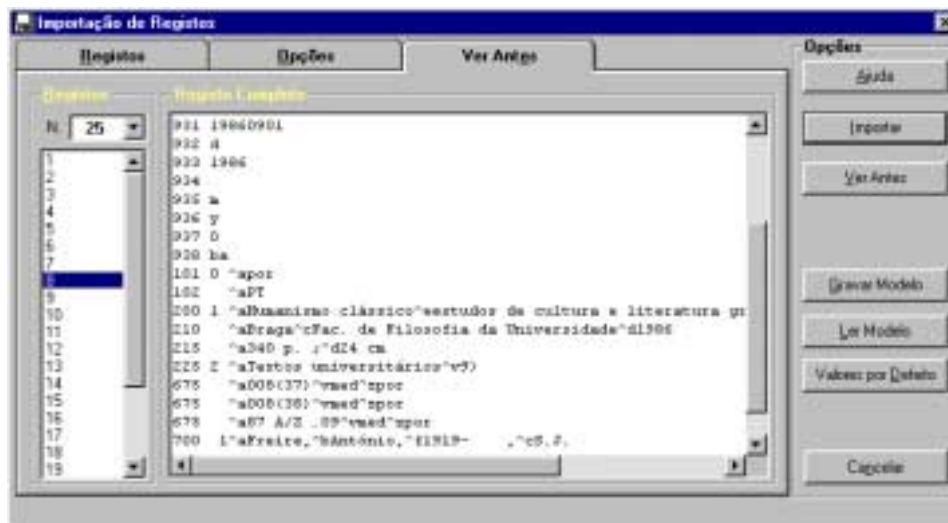 Importação de Registos
Registos
Opções
Ver Antes
Registos
Registo Completo
N. 25
1
2
3
4
5
6
7
8
9
10
11
12
13
14
15
16
17
18
19
931 19860901
932 d
933 1986
934
935 m
936 y
937 0
938 ba
101 0 ^apor
102 ^aPT
200 1 ^aHumanismo clássico^eestudos de cultura e literatura gr
210 ^aBraga^cFac. de Filosofia da Universidade^d1986
215 ^a340 p. ;^d24 cm
225 2 ^aTextos universitários^v9)
675 ^a008(37)^vmed^zpor
675 ^a008(38)^vmed^zpor
675 ^a87 A/Z .09^vmed^zpor
700 1^aFreire,^bAntónio,^f1919- ,^cS.J.
Opções
Ajuda
Importar
Ver Antes
Gravar Modelo
Ler Modelo
Valores por Defeito
Cancelar